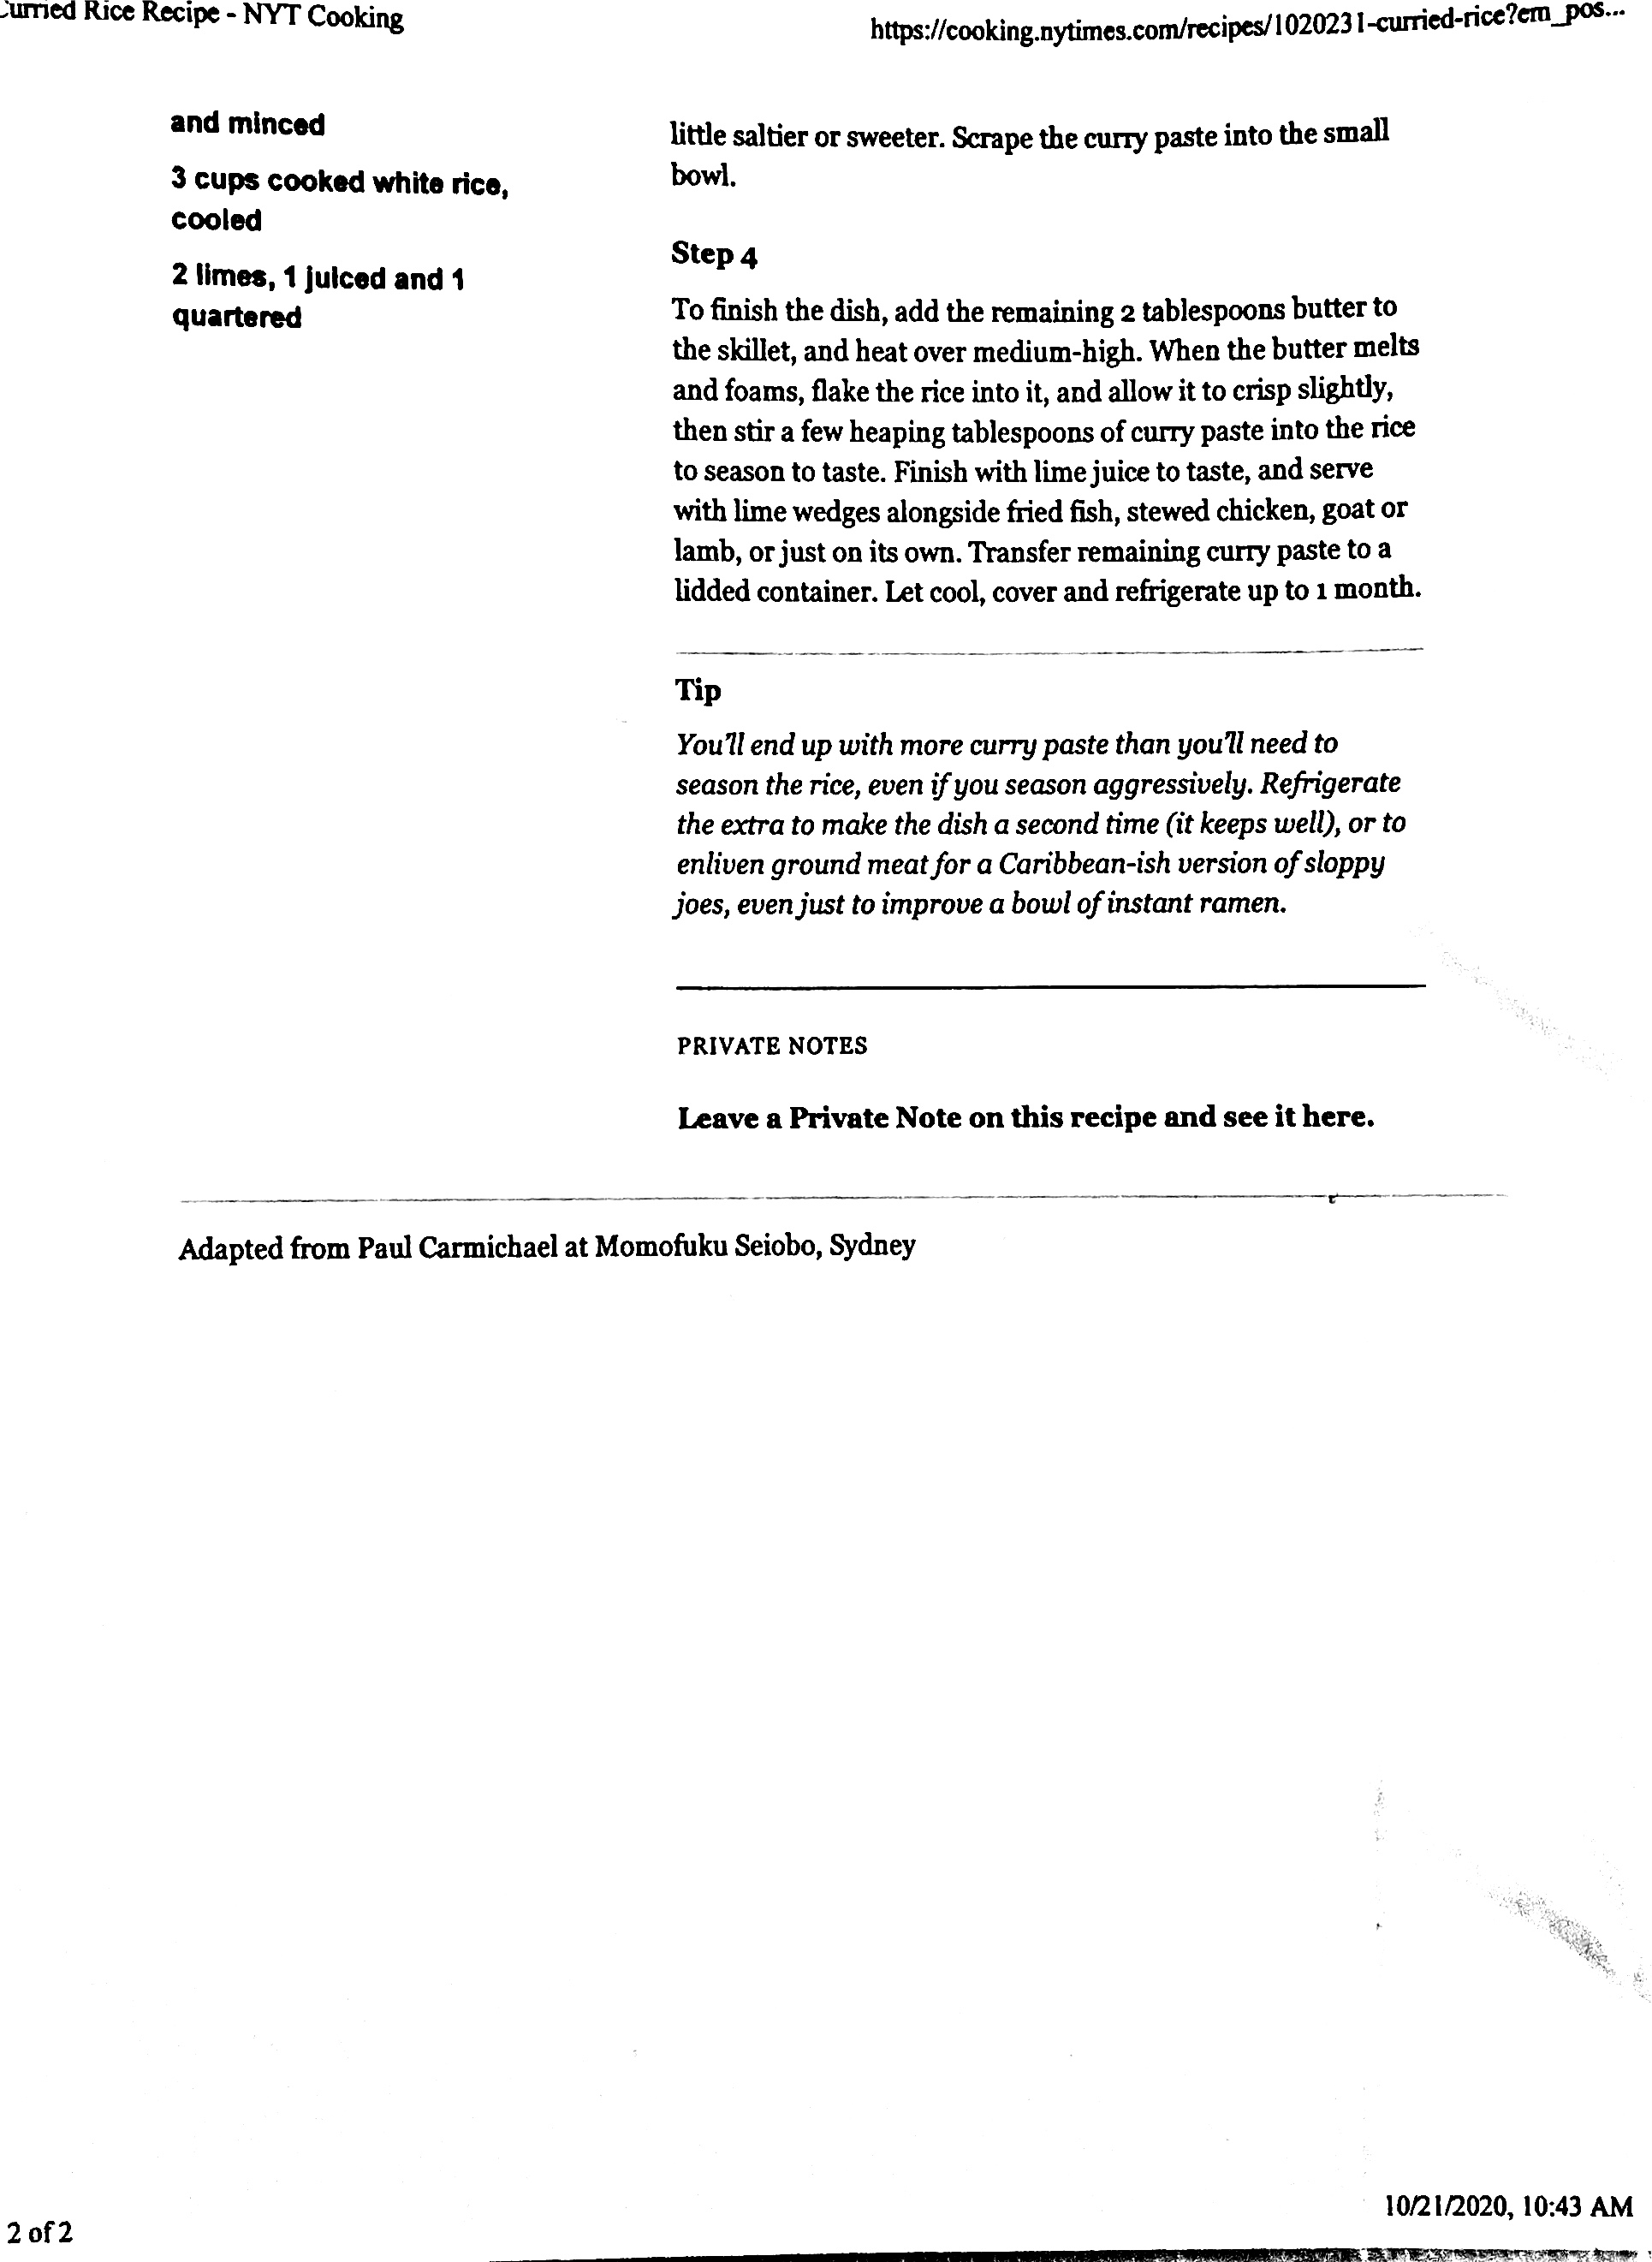 Curried Rice Recipe - NYT Cooking
https://cooking.nytimes.com/recipes/1020231-curried-rice?em_pos...
and minced
3 cups cooked white rice,
cooled
2 limes, 1 juiced and 1
quartered
little saltier or sweeter. Scrape the curry paste into the small
bowl.
Step 4
To finish the dish, add the remaining 2 tablespoons butter to
the skillet, and heat over medium-high. When the butter melts
and foams, flake the rice into it, and allow it to crisp slightly,
then stir a few heaping tablespoons of curry paste into the rice
to season to taste. Finish with lime juice to taste, and serve
with lime wedges alongside fried fish, stewed chicken, goat or
lamb, or just on its own. Transfer remaining curry paste to a
lidded container. Let cool, cover and refrigerate up to 1 month.
Tip
You'll end up with more curry paste than you'll need to
season the rice, even if you season aggressively. Refrigerate
the extra to make the dish a second time (it keeps well), or to
enliven ground meat for a Caribbean-ish version of sloppy
joes, even just to improve a bowl of instant ramen.
PRIVATE NOTES
Leave a Private Note on this recipe and see it here.
Adapted from Paul Carmichael at Momofuku Seiobo, Sydney
2 of 2
10/21/2020, 10:43 AM